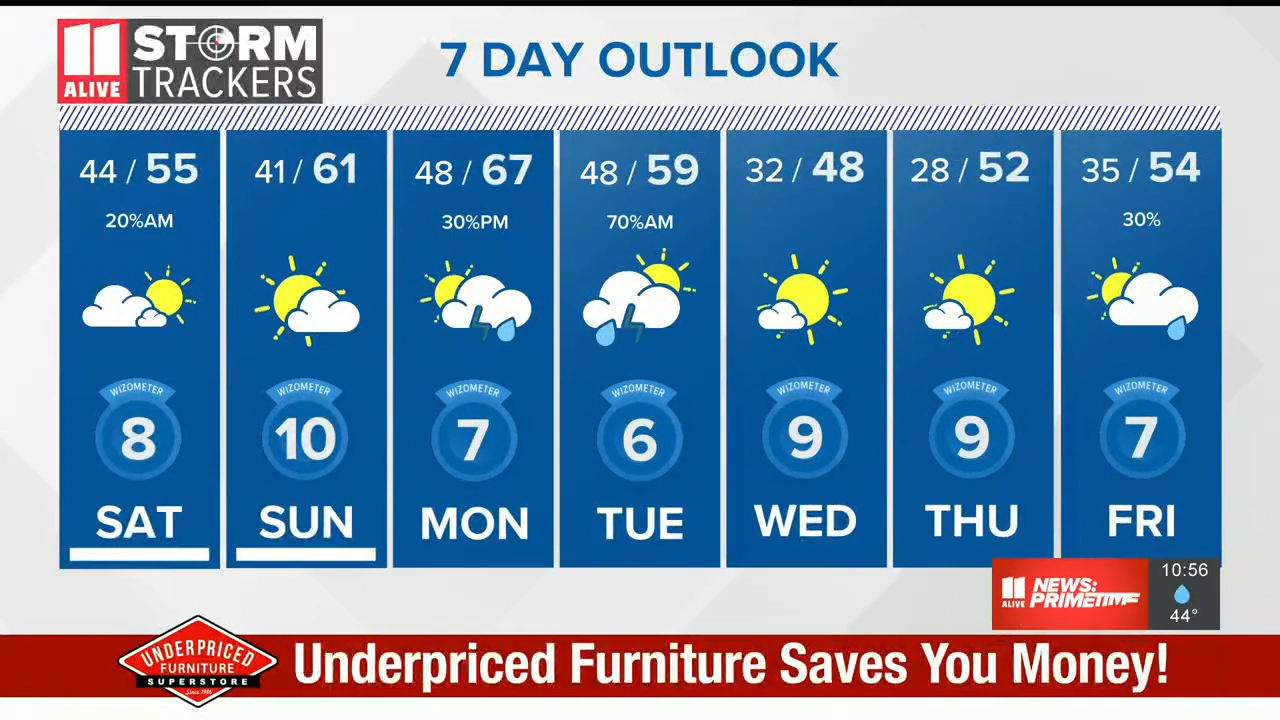 11 ALIVE
STORM
TRACKERS
7 DAY OUTLOOK
44 / 55
20%AM
WIZOMETER
8
SAT
41 / 61
WIZOMETER
10
SUN
48 / 67
30%PM
WIZOMETER
7
MON
48 / 59
70%AM
WIZOMETER
6
TUE
32 / 48
WIZOMETER
9
WED
28 / 52
WIZOMETER
9
THU
35 / 54
30%
WIZOMETER
7
FRI
11 ALIVE
NEWS:
PRIMETIME
10:56
44°
UNDERPRICED
FURNITURE
SUPERSTORE
Since 1986
Underpriced Furniture Saves You Money!